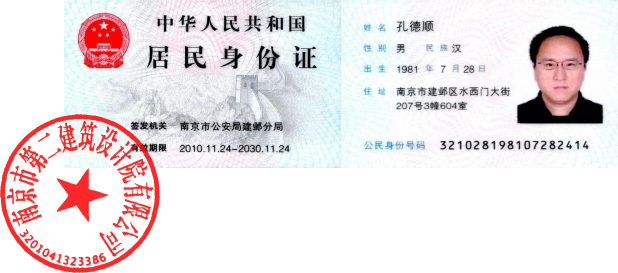 中华人民共和国
居民身份证
签发机关 南京市公安局建邺分局
有效期限 2010.11.24-2030.11.24
姓名 孔德顺
性别 男 民族 汉
出生 1981 年 7 月 28 日
住址 南京市建邺区水西门大街
207号3幢604室
公民身份号码 321028198107282414
南京市第二建筑设计院有限公司
3201041323386